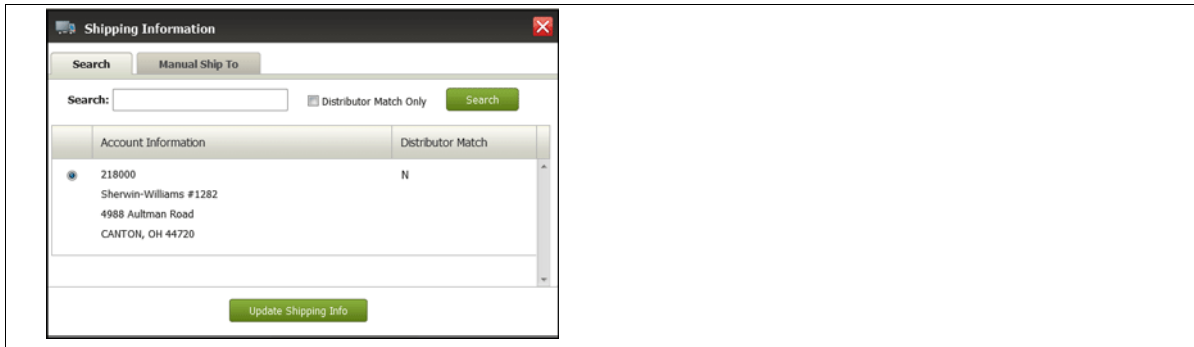 Shipping Information
Search Manual Ship To
Search: Distributor Match Only Search
Account Information Distributor Match
218000 N
Sherwin-Williams #1282
4988 Aultman Road
CANTON, OH 44720
Update Shipping Info